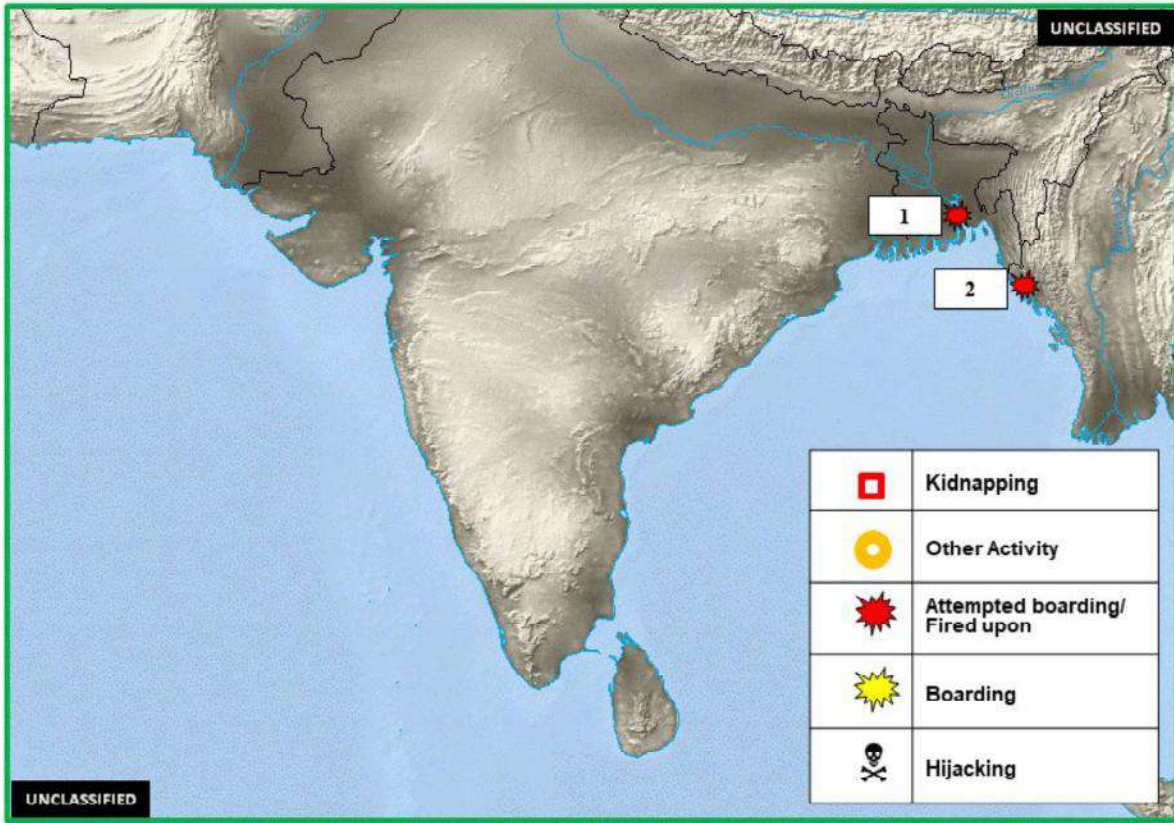 UNCLASSIFIED
1
2
Kidnapping
Other Activity
Attempted boarding/
Fired upon
Boarding
Hijacking
UNCLASSIFIED